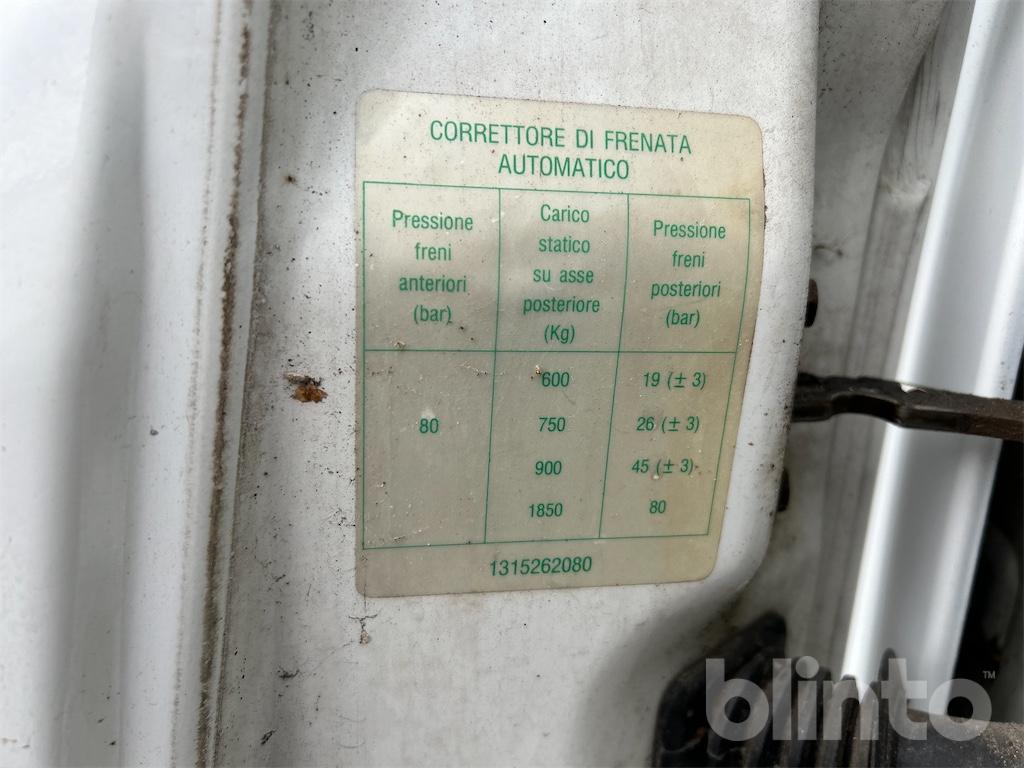 CORRETTORE DI FRENATA
AUTOMATICO
Pressione
freni
anteriori
(bar)
Carico
statico
su asse
posteriore
(Kg)
Pressione
freni
posteriori
(bar)
80
600 19 (± 3)
750 26 (± 3)
900 45 (± 3)
1850 80
1315262080
blinto™